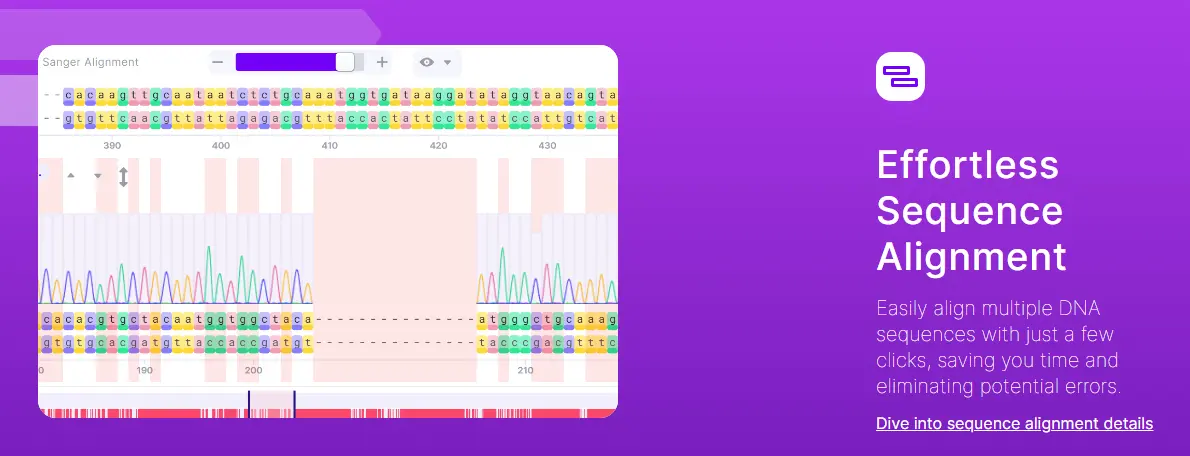 Sanger Alignment
--cacaagttgcaataatctctgcaaatggtgataaggatataggtaacagta
--gtgttcaacgttattagagacgtttaccactattcctatatccattgtcat
390 400 410 420 430
cacacgtgctacaatggtggctaca---------------atgggctgcaaag
gtgtgcacgatgttaccaccgatgt---------------tacccgacgtttc
0 190 200 210
Effortless
Sequence
Alignment
Easily align multiple DNA
sequences with just a few
clicks, saving you time and
eliminating potential errors.
Dive into sequence alignment details